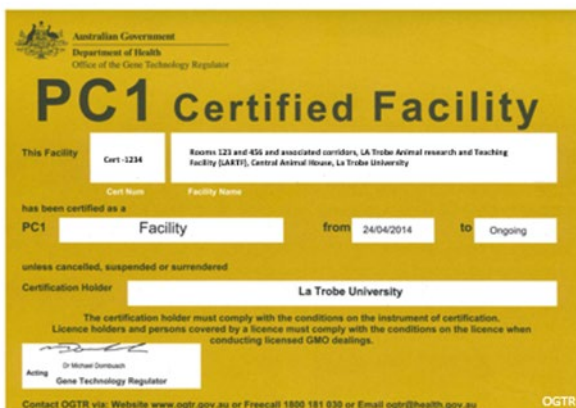 Australian Government
Department of Health
Office of the Gene Technology Regulator
PC1 Certified Facility
This Facility
Cert -1234
Rooms 123 and 456 and associated corridors, LA Trobe Animal research and Teaching
Facility (LARTF), Central Animal House, La Trobe University
Cert Num
Facility Name
has been certified as a
PC1
Facility
from
24/04/2014
to
Ongoing
unless cancelled, suspended or surrendered
Certification Holder
La Trobe University
The certification holder must comply with the conditions on the instrument of certification.
Licence holders and persons covered by a licence must comply with the conditions on the licence when
conducting licensed GMO dealings.
Dr Michael Dornbusch
Acting
Gene Technology Regulator
Contact OGTR via: Website www.ogtr.gov.au or Freecall 1800 181 030 or Email ogtr@health.gov.au
OGTR